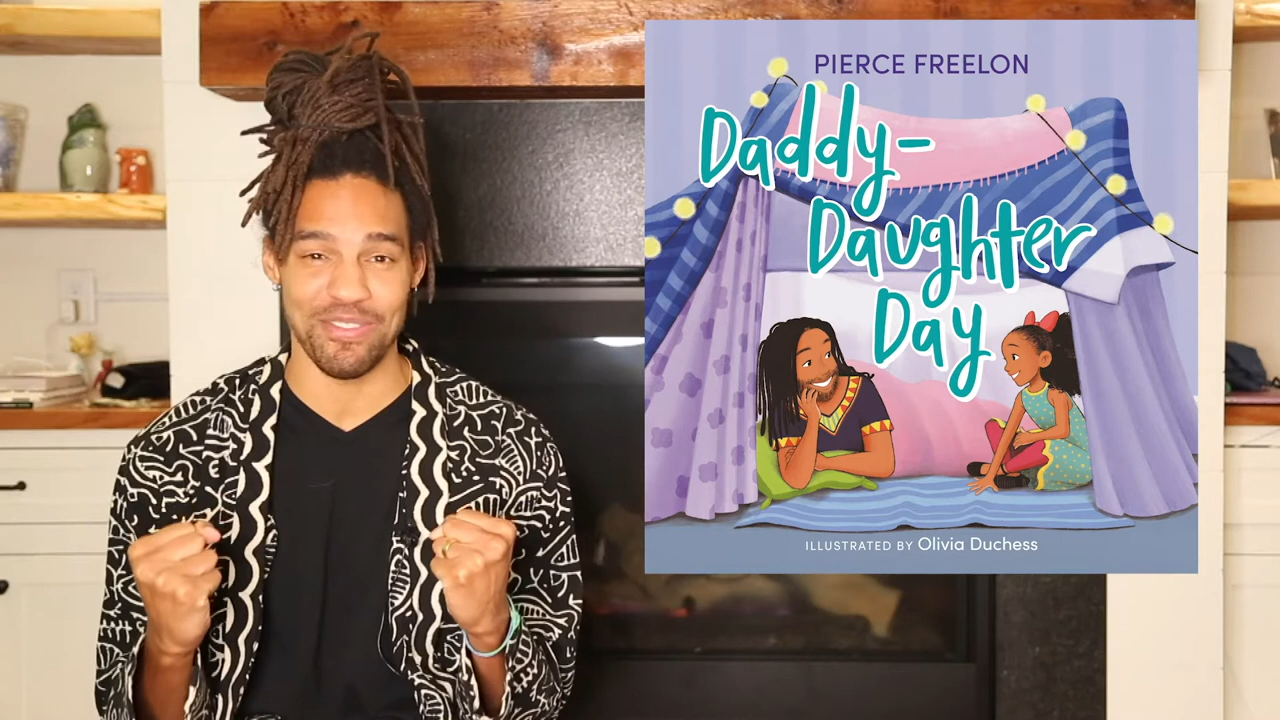 PIERCE FREELON
Daddy-
Daughter
Day
ILLUSTRATED BY Olivia Duchess